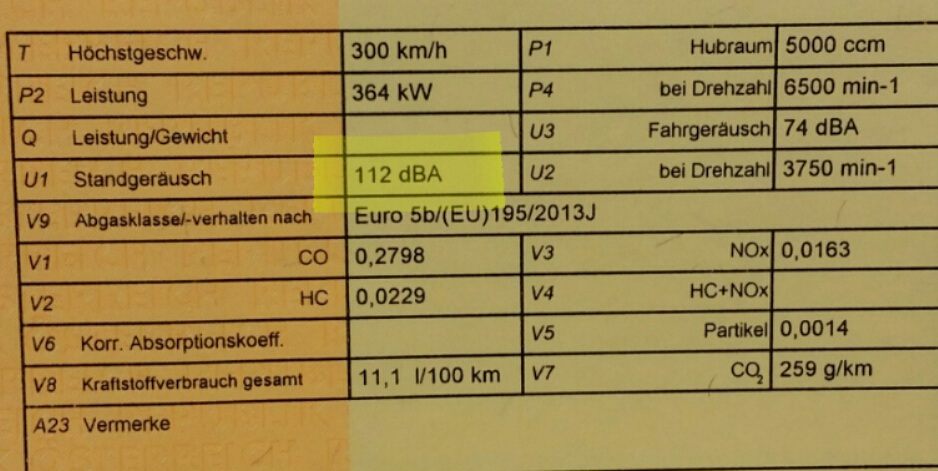 T Höchstgeschw. 300 km/h P1 Hubraum 5000 ccm
P2 Leistung 364 kW P4 bei Drehzahl 6500 min-1
Q Leistung/Gewicht U3 Fahrgeräusch 74 dBA
U1 Standgeräusch 112 dBA U2 bei Drehzahl 3750 min-1
V9 Abgasklasse/-verhalten nach Euro 5b/(EU)195/2013J
V1 CO 0,2798 V3 NOx 0,0163
V2 HC 0,0229 V4 HC+NOx
V6 Korr. Absorptionskoeff. V5 Partikel 0,0014
V8 Kraftstoffverbrauch gesamt 11,1 l/100 km V7 CO₂ 259 g/km
A23 Vermerke